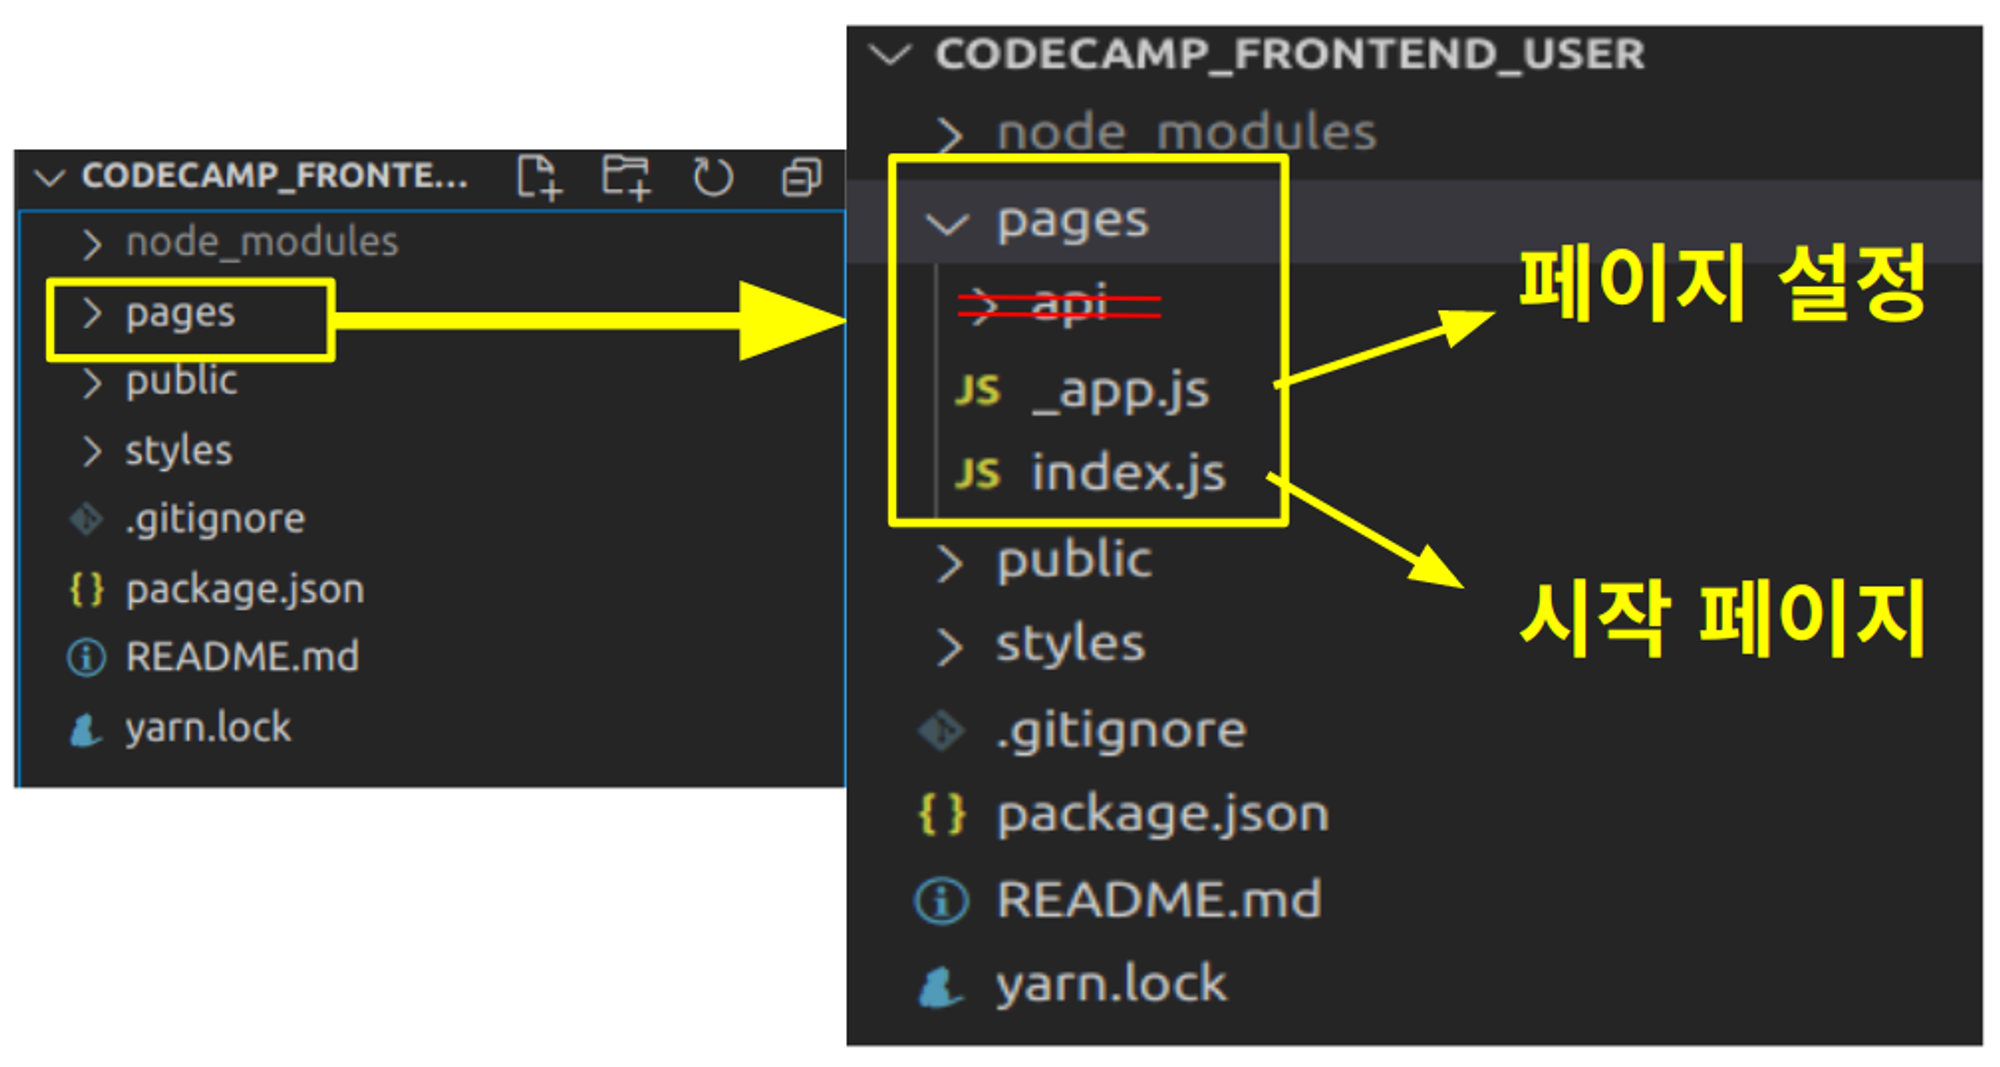 CODECAMP_FRONTE...
node_modules
pages
public
styles
.gitignore
{} package.json
README.md
yarn.lock
CODECAMP_FRONTEND_USER
node_modules
pages
api
JS _app.js
JS index.js
public
styles
.gitignore
{} package.json
README.md
yarn.lock
페이지 설정
시작 페이지